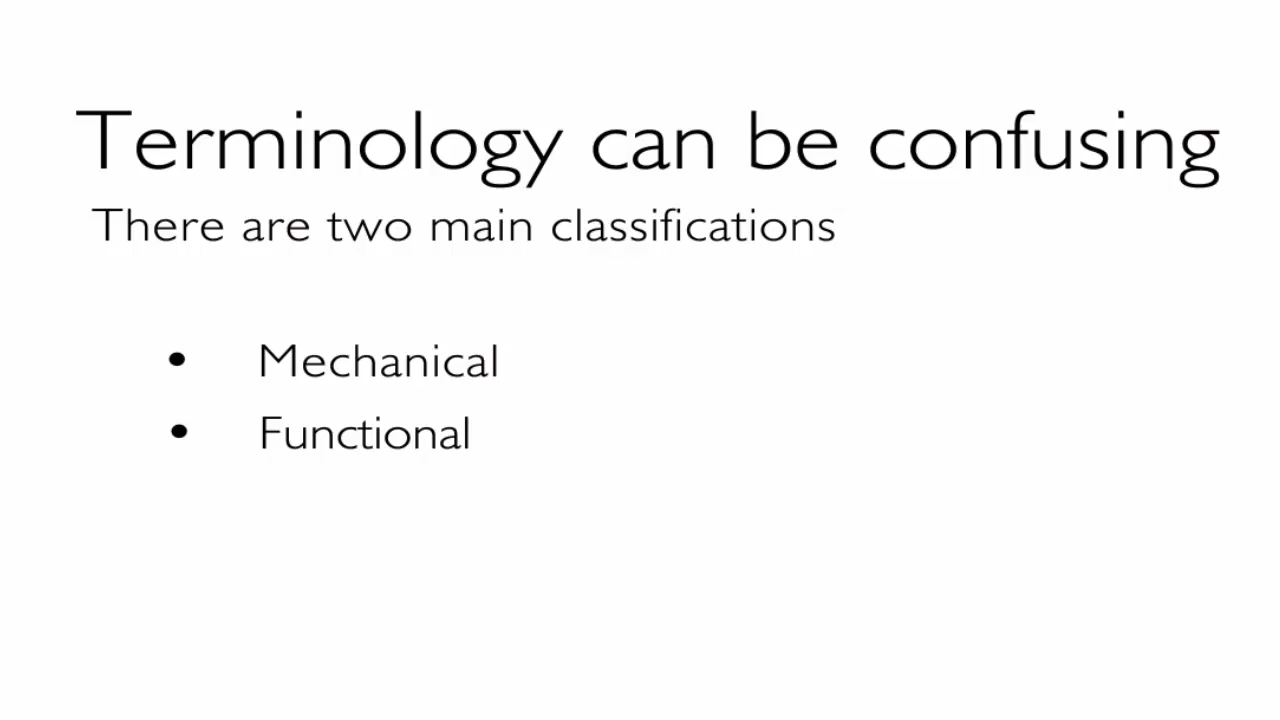 Terminology can be confusing
There are two main classifications
• Mechanical
• Functional